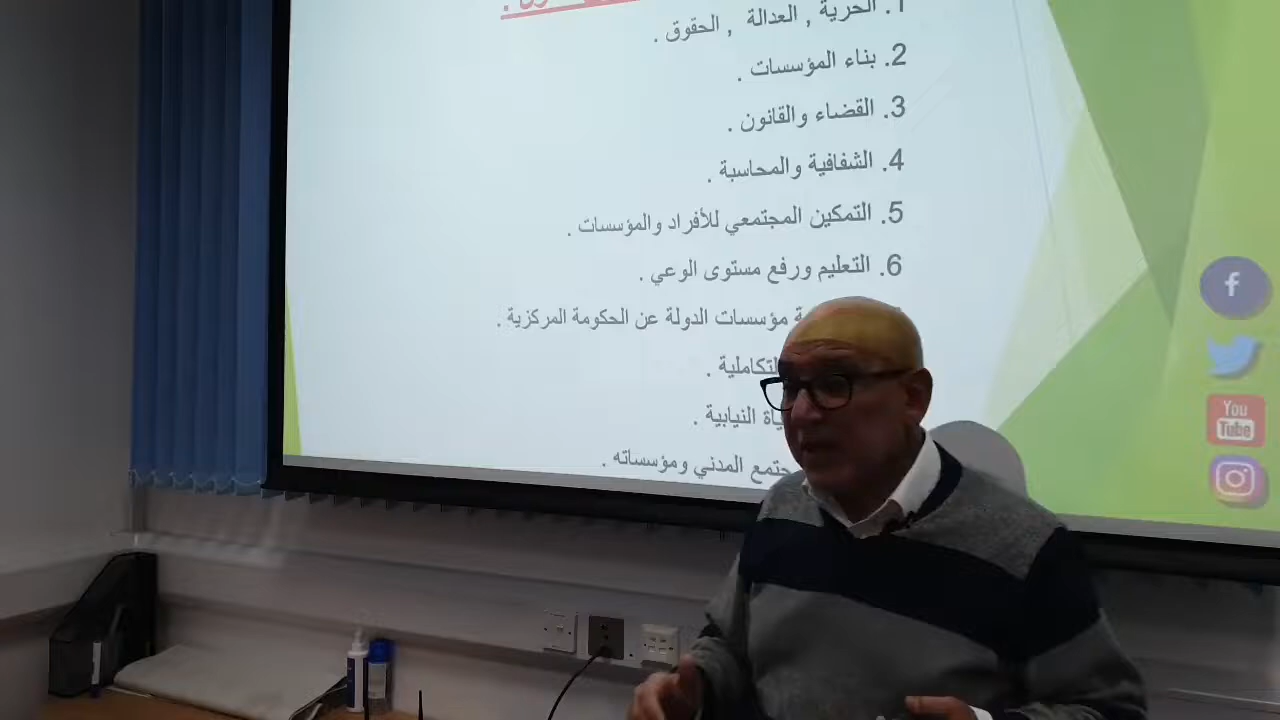 1. الحرية , العدالة , الحقوق .
2. بناء المؤسسات .
3. القضاء والقانون .
4. الشفافية والمحاسبة .
5. التمكين المجتمعي للأفراد والمؤسسات .
6. التعليم ورفع مستوى الوعي .
مؤسسات الدولة عن الحكومة المركزية .
التكاملية .
النيابية .
المدني ومؤسساته .
f
You
Tube